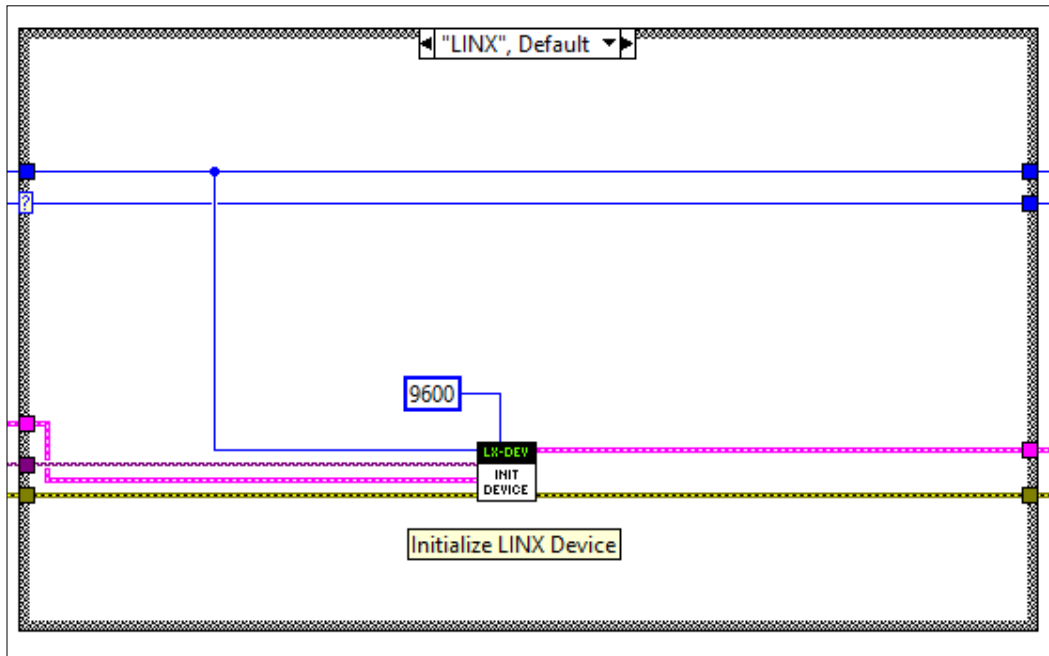 "LINX", Default
?
9600
LX-DEV
INIT
DEVICE
Initialize LINX Device